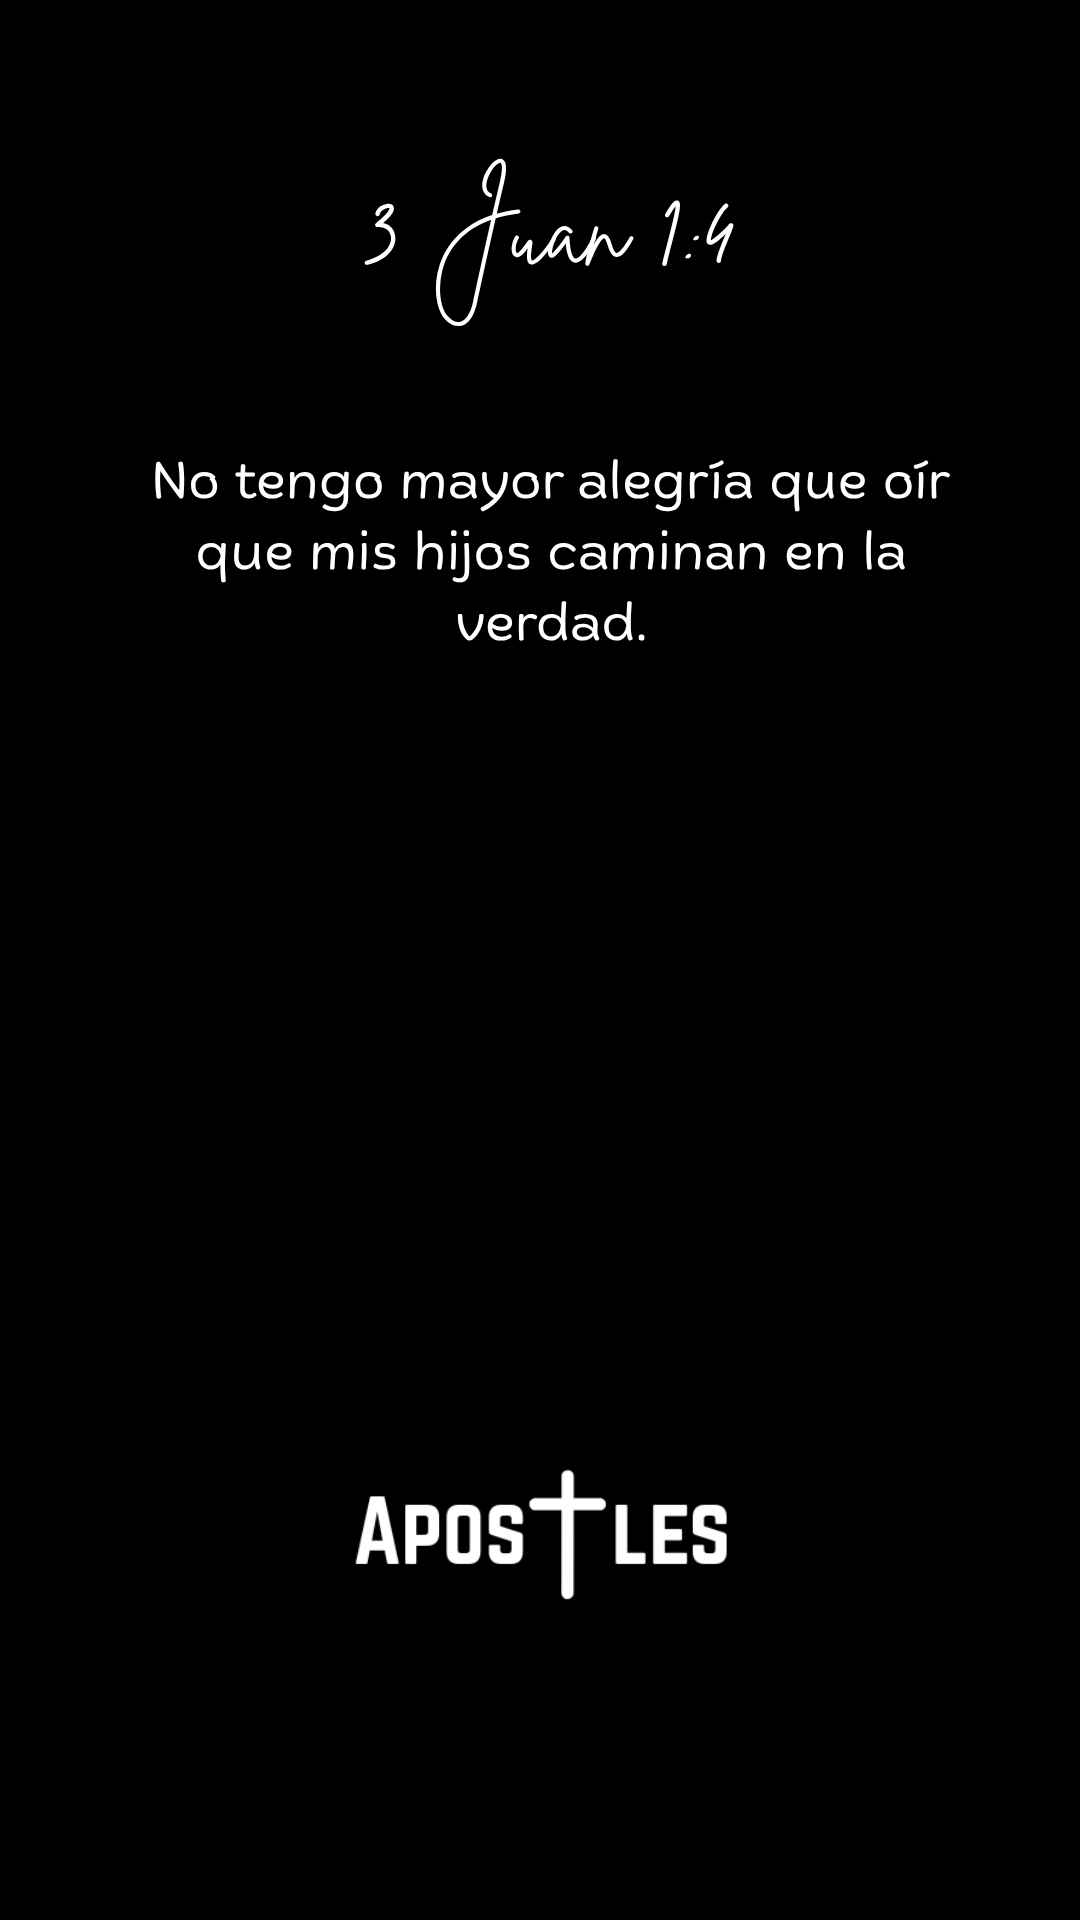 3 Juan 1:4
No tengo mayor alegría que oír
que mis hijos caminan en la
verdad.
APOSTLES